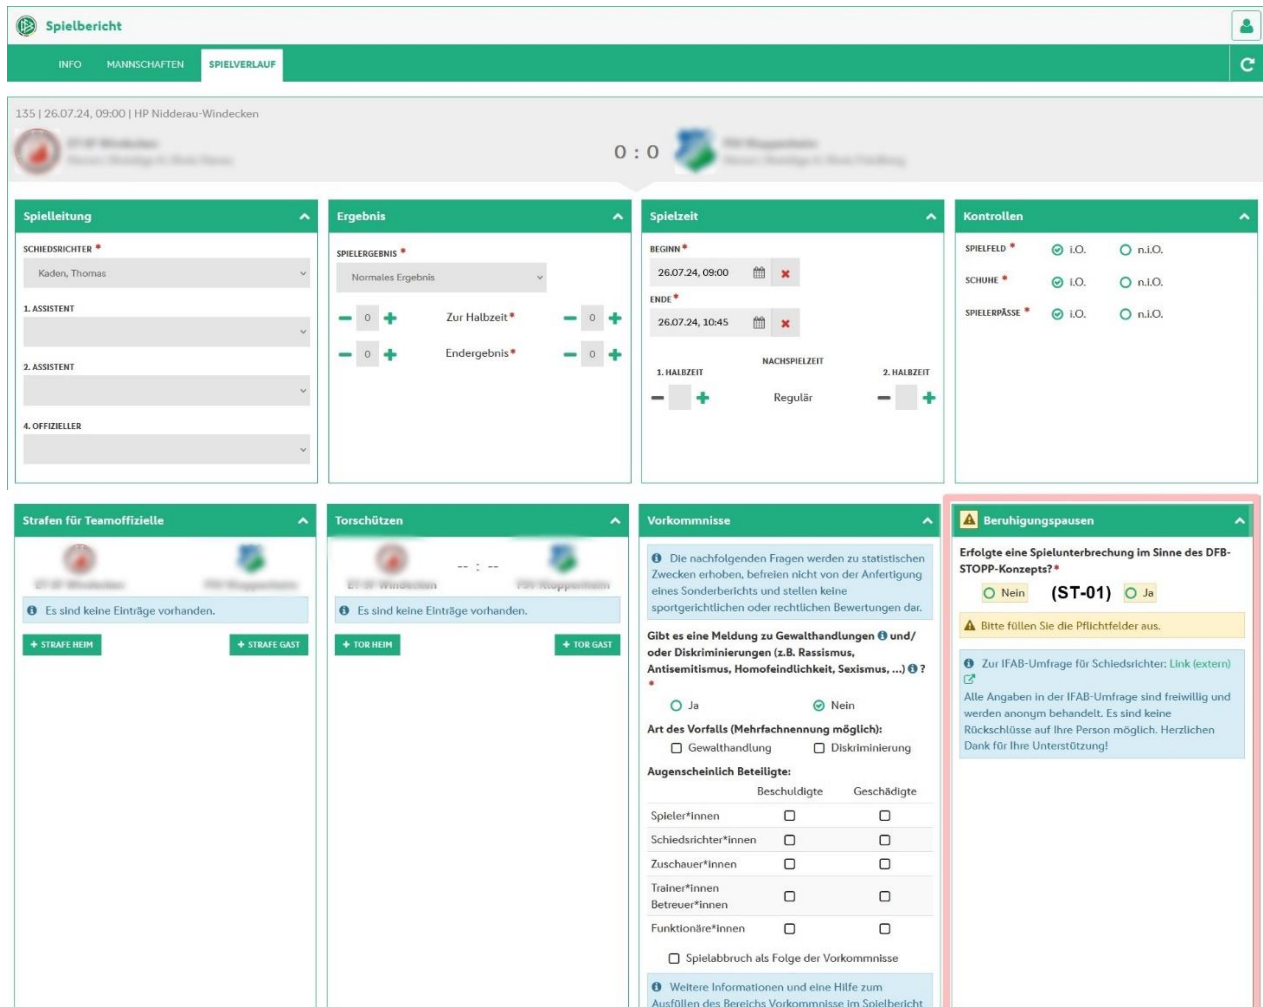 Spielbericht
INFO MANNSCHAFTEN SPIELVERLAUF
135 | 26.07.24, 09:00 | HP Nidderau-Windecken
0 : 0
Spielleitung
SCHIEDSRICHTER *
Kaden, Thomas
1. ASSISTENT
2. ASSISTENT
4. OFFIZIELLER
Ergebnis
SPIELERGEBNIS *
Normales Ergebnis
0 Zur Halbzeit * 0
0 Endergebnis * 0
Spielzeit
BEGINN *
26.07.24, 09:00
ENDE *
26.07.24, 10:45
NACHSPIELZEIT
1. HALBZEIT 2. HALBZEIT
Regulär
Kontrollen
SPIELFELD * i.O. n.i.O.
SCHUHE * i.O. n.i.O.
SPIELERPÄSSE * i.O. n.i.O.
Strafen für Teamoffizielle
Es sind keine Einträge vorhanden.
+ STRAFE HEIM + STRAFE GAST
Torschützen
-- : --
Es sind keine Einträge vorhanden.
+ TOR HEIM + TOR GAST
Vorkommnisse
Die nachfolgenden Fragen werden zu statistischen
Zwecken erhoben, befreien nicht von der Anfertigung
eines Sonderberichts und stellen keine
sportgerichtlichen oder rechtlichen Bewertungen dar.
Gibt es eine Meldung zu Gewalthandlungen und/
oder Diskriminierungen (z.B. Rassismus,
Antisemitismus, Homofeindlichkeit, Sexismus, ...) ?
*
Ja Nein
Art des Vorfalls (Mehrfachnennung möglich):
Gewalthandlung Diskriminierung
Augenscheinlich Beteiligte:
Beschuldigte Geschädigte
Spieler*innen
Schiedsrichter*innen
Zuschauer*innen
Trainer*innen
Betreuer*innen
Funktionäre*innen
Spielabbruch als Folge der Vorkommnisse
Weitere Informationen und eine Hilfe zum
Ausfüllen des Bereichs Vorkommnisse im Spielbericht
Beruhigungspausen
Erfolgte eine Spielunterbrechung im Sinne des DFB-
STOPP-Konzepts? *
Nein (ST-01) Ja
Bitte füllen Sie die Pflichtfelder aus.
Zur IFAB-Umfrage für Schiedsrichter: Link (extern)
Alle Angaben in der IFAB-Umfrage sind freiwillig und
werden anonym behandelt. Es sind keine
Rückschlüsse auf Ihre Person möglich. Herzlichen
Dank für Ihre Unterstützung!